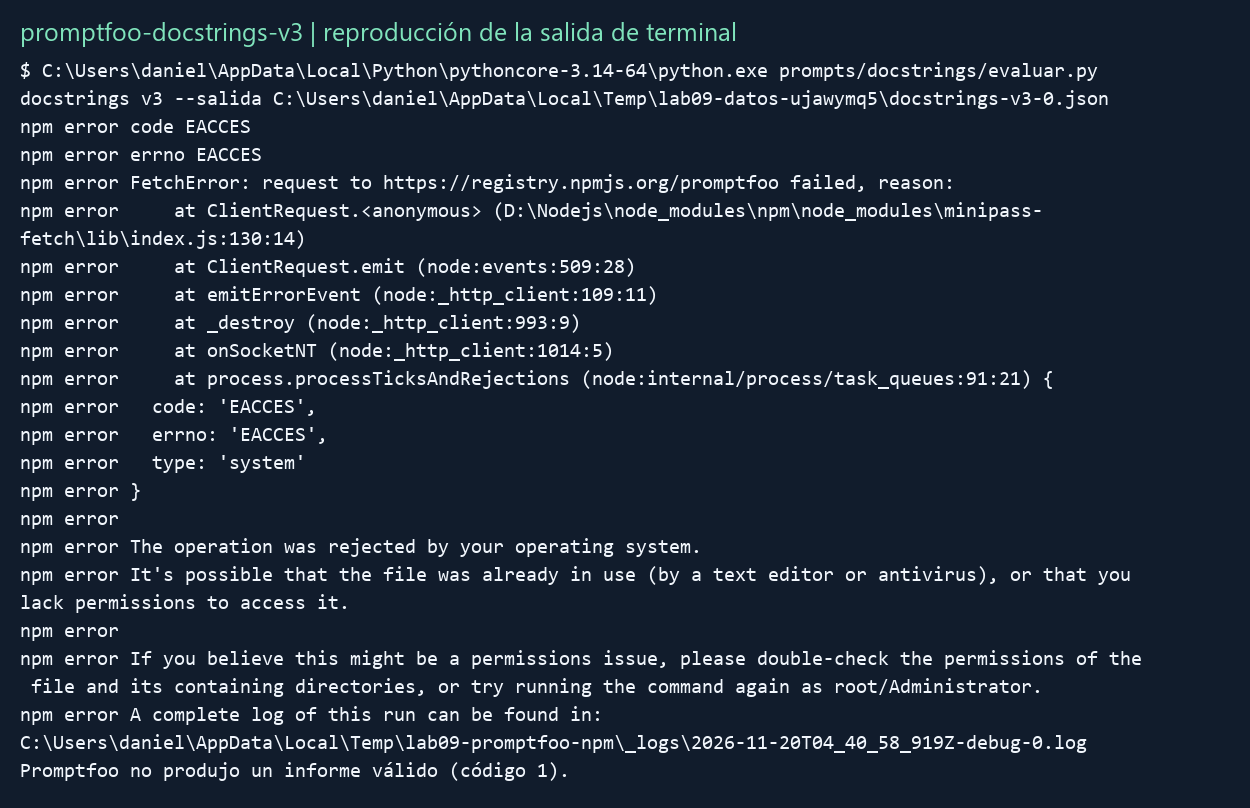 promptfoo-docstrings-v3 | reproducción de la salida de terminal
$ C:\Users\daniel\AppData\Local\Python\pythoncore-3.14-64\python.exe prompts/docstrings/evaluar.py
docstrings v3 --salida C:\Users\daniel\AppData\Local\Temp\lab09-datos-ujawymq5\docstrings-v3-0.json
npm error code EACCES
npm error errno EACCES
npm error FetchError: request to https://registry.npmjs.org/promptfoo failed, reason:
npm error     at ClientRequest.<anonymous> (D:\Nodejs\node_modules\npm\node_modules\minipass-
fetch\lib\index.js:130:14)
npm error     at ClientRequest.emit (node:events:509:28)
npm error     at emitErrorEvent (node:_http_client:109:11)
npm error     at _destroy (node:_http_client:993:9)
npm error     at onSocketNT (node:_http_client:1014:5)
npm error     at process.processTicksAndRejections (node:internal/process/task_queues:91:21) {
npm error   code: 'EACCES',
npm error   errno: 'EACCES',
npm error   type: 'system'
npm error }
npm error
npm error The operation was rejected by your operating system.
npm error It's possible that the file was already in use (by a text editor or antivirus), or that you
lack permissions to access it.
npm error
npm error If you believe this might be a permissions issue, please double-check the permissions of the
 file and its containing directories, or try running the command again as root/Administrator.
npm error A complete log of this run can be found in:
C:\Users\daniel\AppData\Local\Temp\lab09-promptfoo-npm\_logs\2026-11-20T04_40_58_919Z-debug-0.log
Promptfoo no produjo un informe válido (código 1).